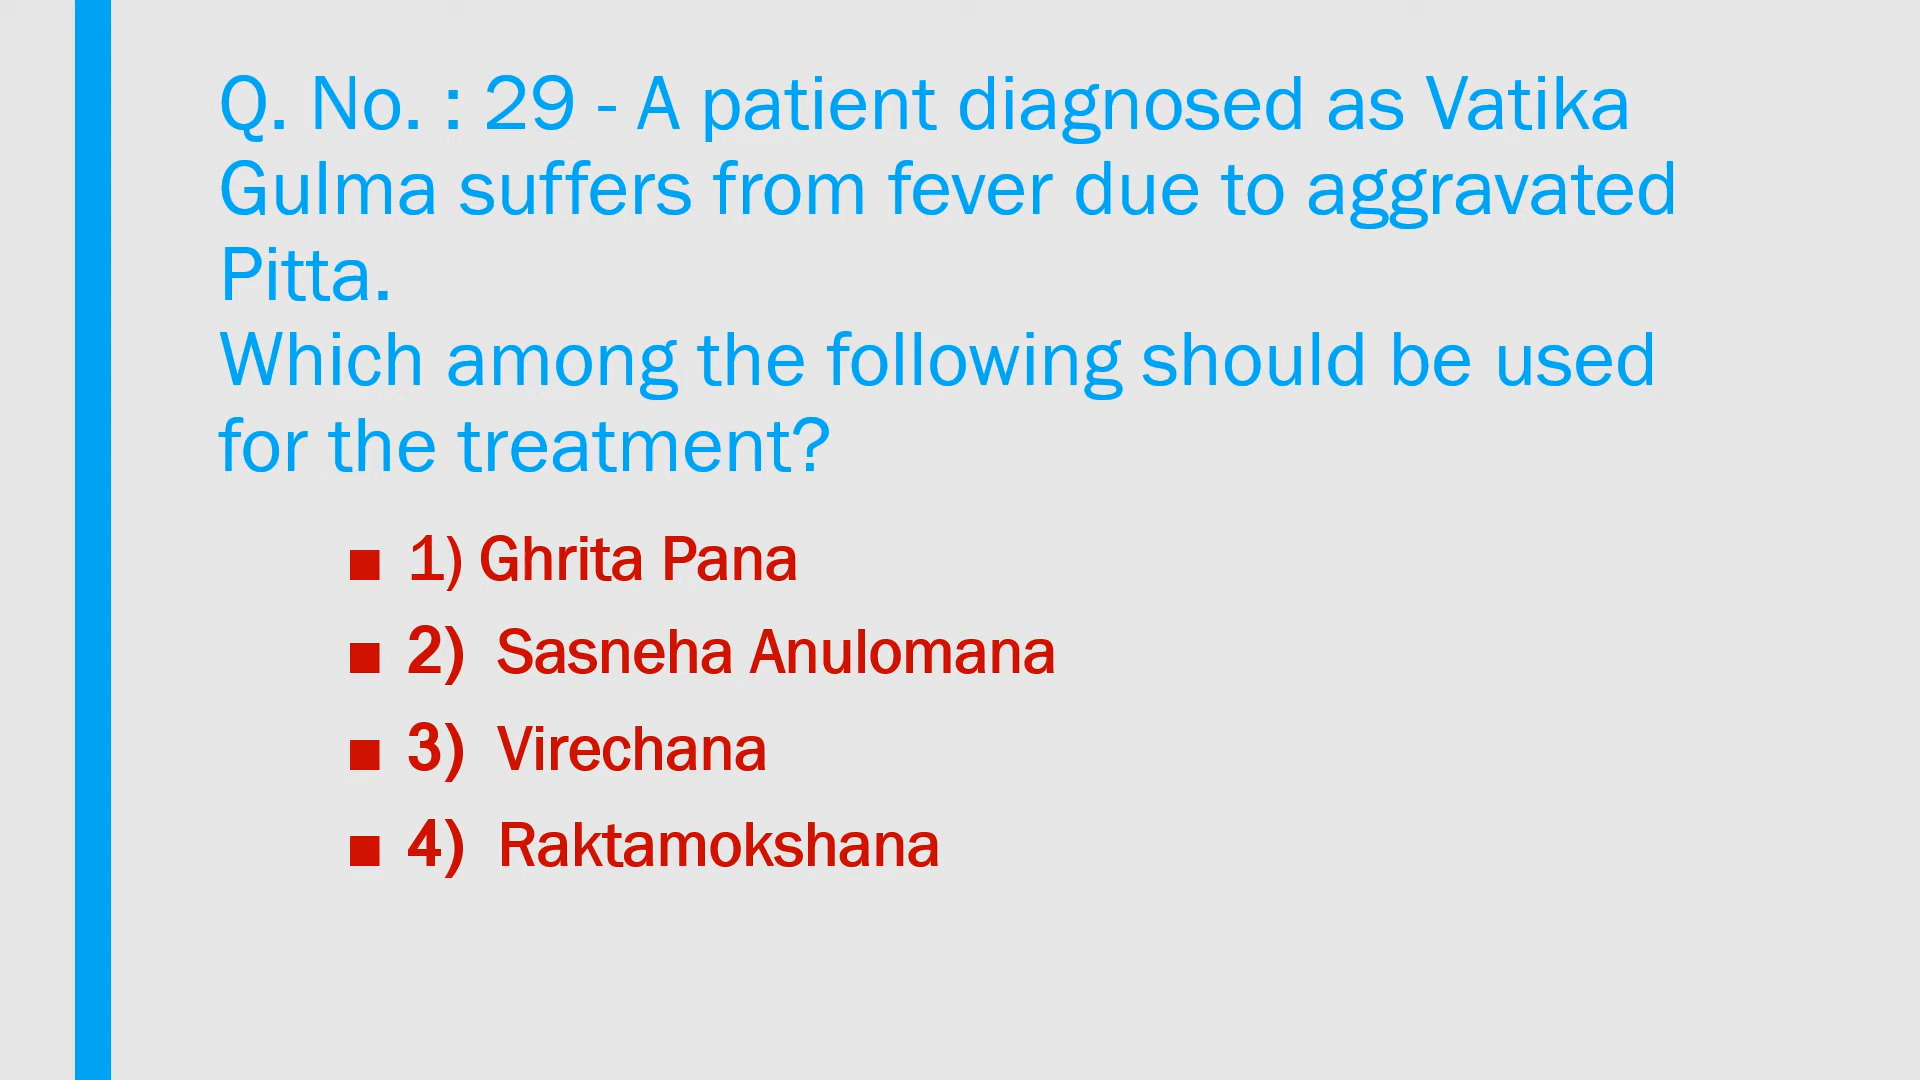 Q. No. : 29 - A patient diagnosed as Vatika
Gulma suffers from fever due to aggravated
Pitta.
Which among the following should be used
for the treatment?
1) Ghrita Pana
2) Sasneha Anulomana
3) Virechana
4) Raktamokshana